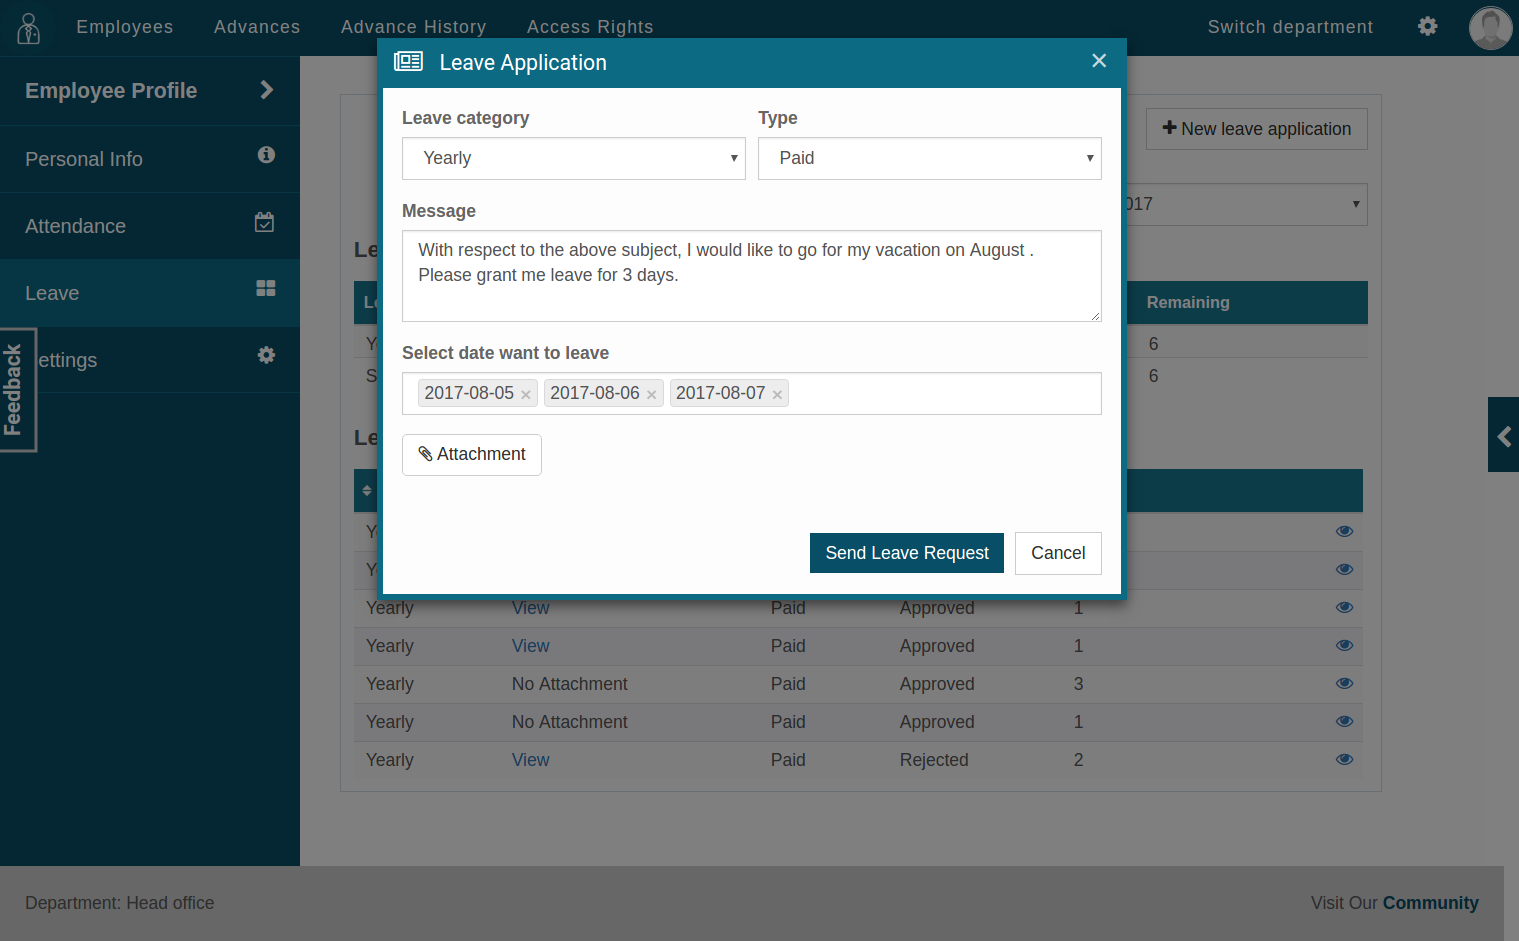 Employees Advances Advance History Access Rights Switch department
Leave Application
Employee Profile
Personal Info
Attendance
Leave
ettings
Feedback
Leave category Type
Yearly Paid
Message
With respect to the above subject, I would like to go for my vacation on August .
Please grant me leave for 3 days.
Select date want to leave
2017-08-05 × 2017-08-06 × 2017-08-07 ×
Attachment
Send Leave Request Cancel
New leave application
017
Le
Remaining
Y 6
S 6
Le
Y
Y
Yearly View Paid Approved 1
Yearly View Paid Approved 1
Yearly No Attachment Paid Approved 3
Yearly No Attachment Paid Approved 1
Yearly View Paid Rejected 2
Department: Head office Visit Our Community